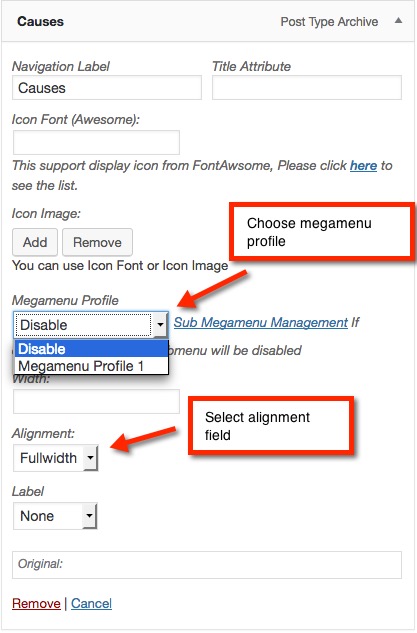 Causes Post Type Archive
Navigation Label Title Attribute
Causes
Icon Font (Awesome):
This support display icon from FontAwsome, Please click here to
see the list.
Icon Image:
Choose megamenu
profile
Add Remove
You can use Icon Font or Icon Image
Megamenu Profile
Disable Sub Megamenu Management If
Disable
omenu will be disabled
Megamenu Profile 1
Width:
Select alignment
field
Alignment:
Fullwidth
Label
None
Original:
Remove | Cancel